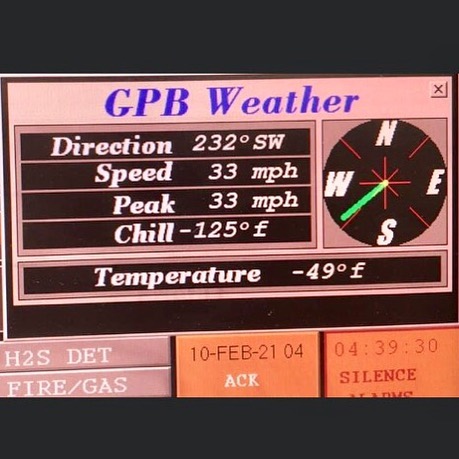 GPB Weather
Direction 232° SW
Speed 33 mph
Peak 33 mph
Chill -125°f
Temperature -49°f
N
W E
S
H2S DET
FIRE/GAS
10-FEB-21 04
ACK
04:39:30
SILENCE
ALARMS